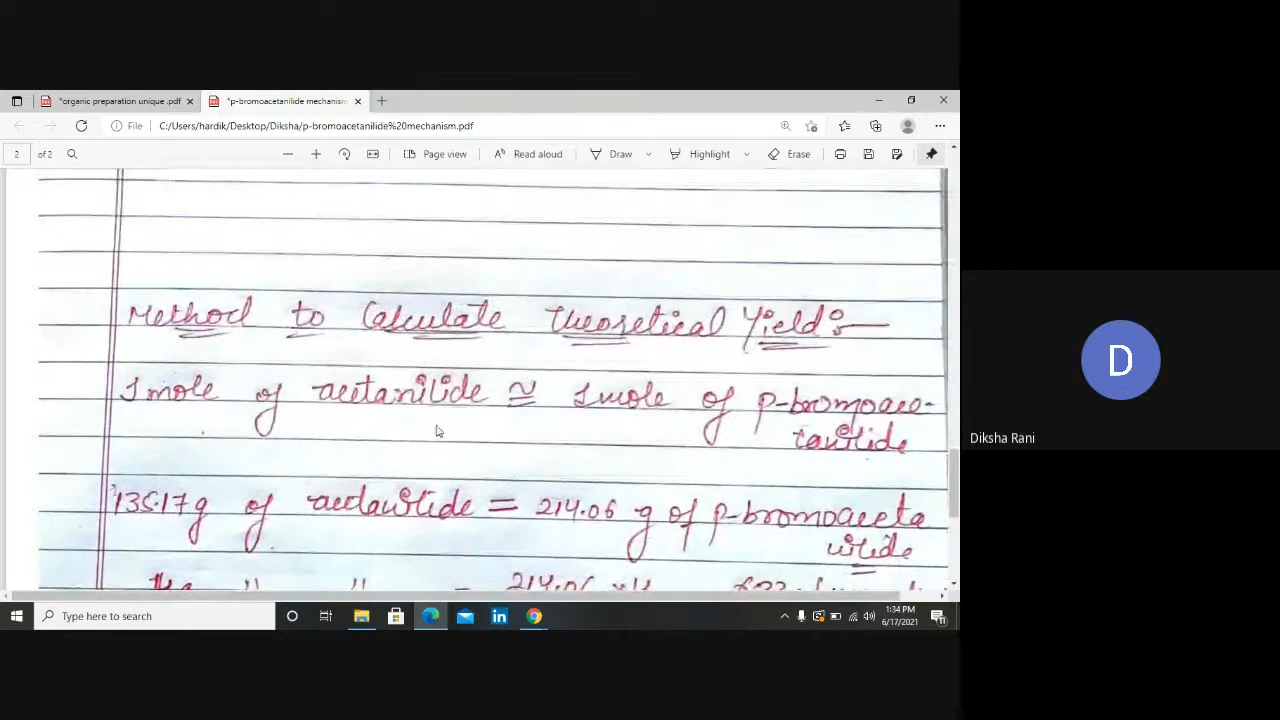 *organic preparation unique .pdf
*p-bromoacetanilide mechanism
File
C:/Users/hardik/Desktop/Diksha/p-bromoacetanilide%20mechanism.pdf
2 of 2
Page view
Read aloud
Draw
Highlight
Erase
Method to Calculate Theoretical Yield:—
1 mole of acetanilide ≅ 1 mole of p-bromoace-
tanilide
135.17g of acetanilide = 214.06 g of p-bromoaceta
nilide
D
Diksha Rani
Type here to search
1:34 PM
6/17/2021